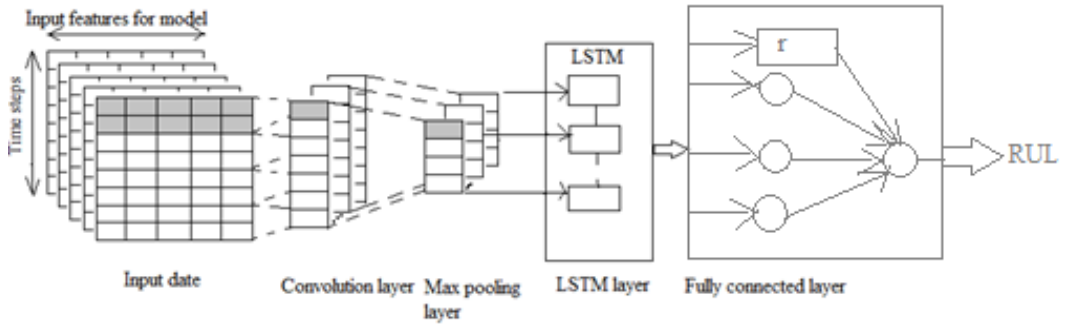 Input features for model
Time steps
LSTM
r
RUL
Input date
Convolution layer
Max pooling
layer
LSTM layer
Fully connected layer